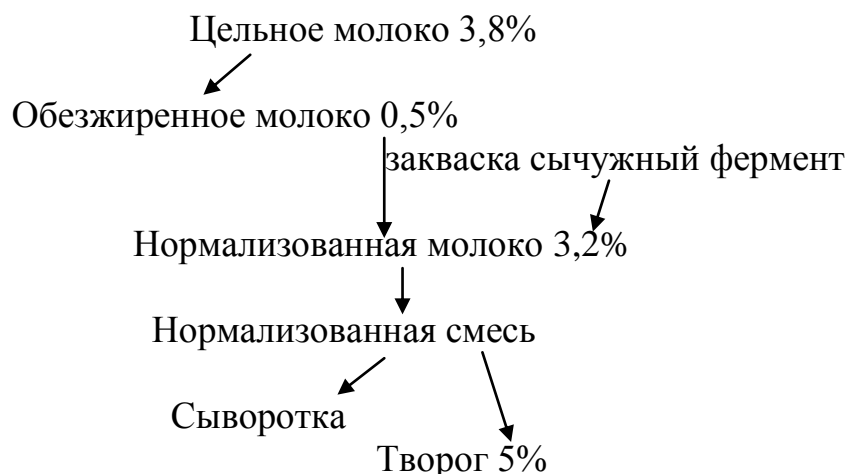 Цельное молоко 3,8%
Обезжиренное молоко 0,5%
закваска сычужный фермент
Нормализованная молоко 3,2%
Нормализованная смесь
Сыворотка
Творог 5%